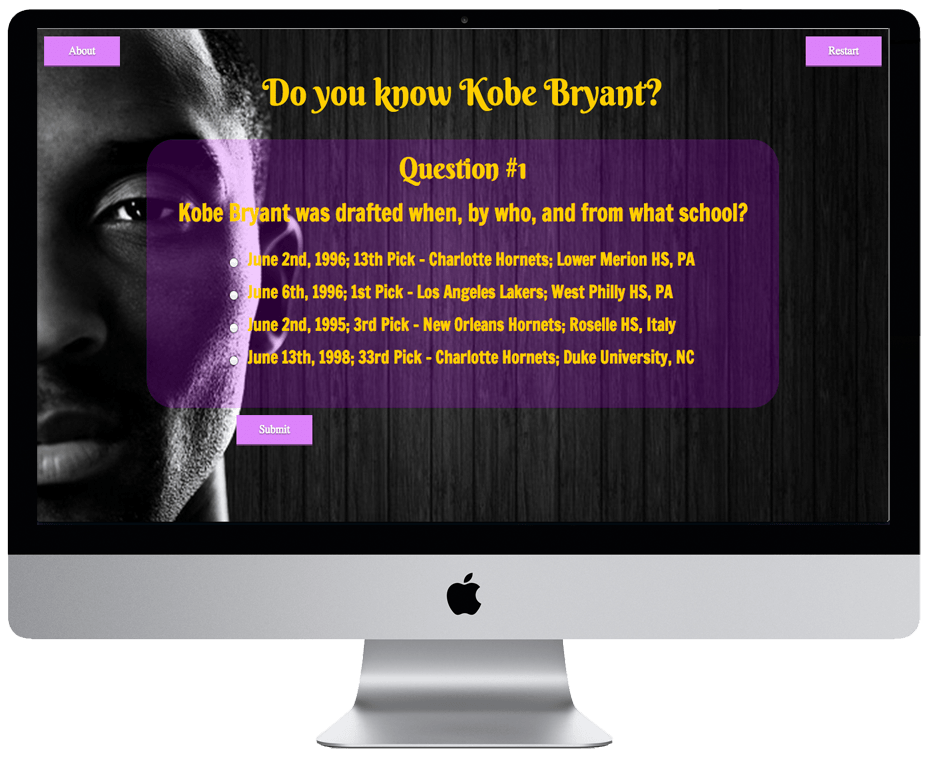 About
Restart
Do you know Kobe Bryant?
Question #1
Kobe Bryant was drafted when, by who, and from what school?
June 2nd, 1996; 13th Pick - Charlotte Hornets; Lower Merion HS, PA
June 6th, 1996; 1st Pick - Los Angeles Lakers; West Philly HS, PA
June 2nd, 1995; 3rd Pick - New Orleans Hornets; Roselle HS, Italy
June 13th, 1998; 33rd Pick - Charlotte Hornets; Duke University, NC
Submit